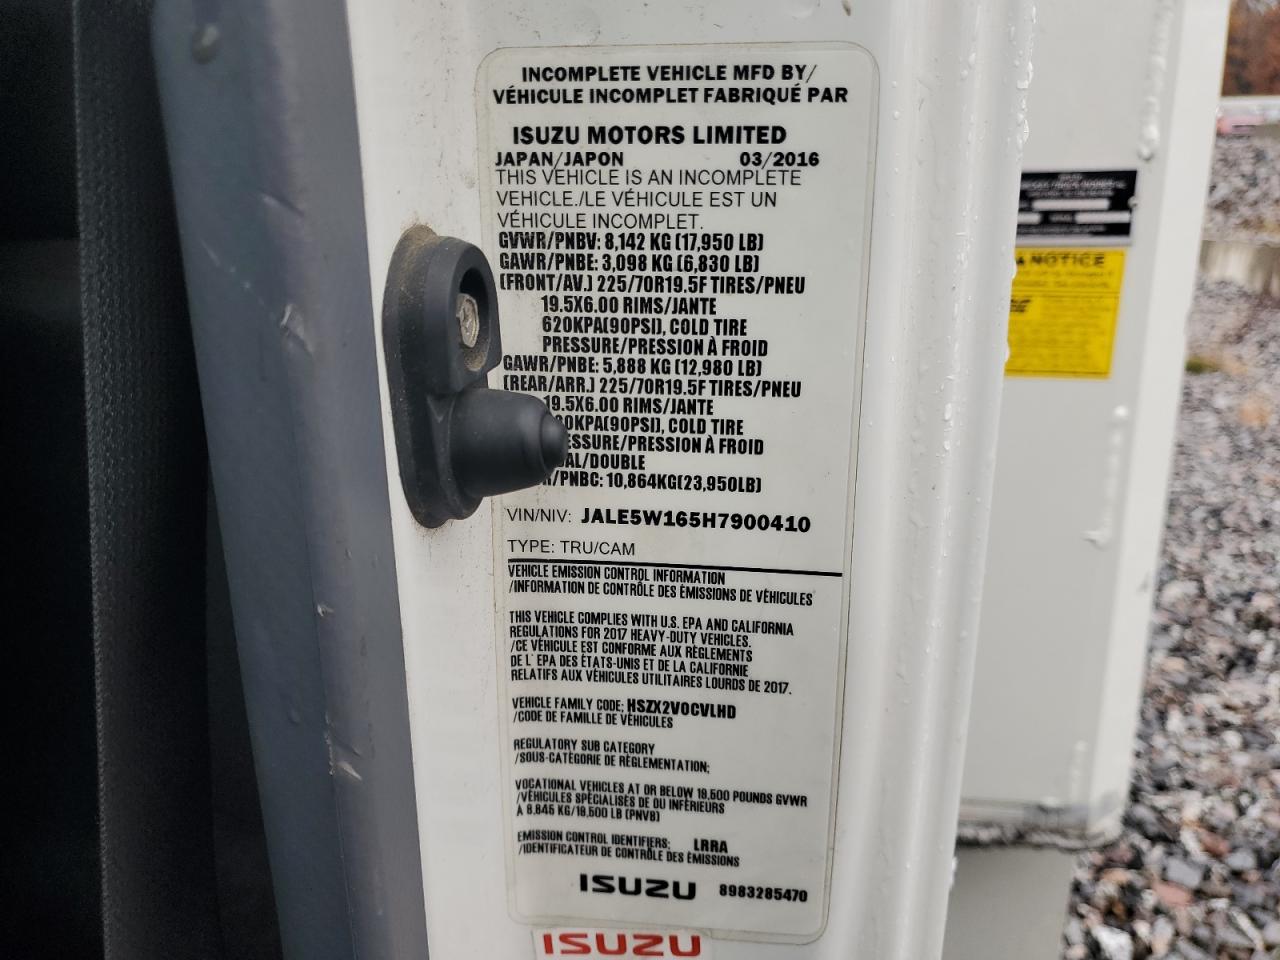 INCOMPLETE VEHICLE MFD BY/
VÉHICULE INCOMPLET FABRIQUÉ PAR
ISUZU MOTORS LIMITED
JAPAN/JAPON 03/2016
THIS VEHICLE IS AN INCOMPLETE
VEHICLE./LE VÉHICULE EST UN
VÉHICULE INCOMPLET.
GVWR/PNBV: 8,142 KG (17,950 LB)
GAWR/PNBE: 3,098 KG (6,830 LB)
(FRONT/AV.) 225/70R19.5F TIRES/PNEU
19.5X6.00 RIMS/JANTE
620KPA(90PSI), COLD TIRE
PRESSURE/PRESSION À FROID
GAWR/PNBE: 5,888 KG (12,980 LB)
(REAR/ARR.) 225/70R19.5F TIRES/PNEU
19.5X6.00 RIMS/JANTE
0KPA(90PSI), COLD TIRE
ESSURE/PRESSION À FROID
AL/DOUBLE
/PNBC: 10,864KG(23,950LB)
VIN/NIV: JALE5W165H7900410
TYPE: TRU/CAM
VEHICLE EMISSION CONTROL INFORMATION
/INFORMATION DE CONTRÔLE DES ÉMISSIONS DE VÉHICULES
THIS VEHICLE COMPLIES WITH U.S. EPA AND CALIFORNIA
REGULATIONS FOR 2017 HEAVY-DUTY VEHICLES.
/CE VÉHICULE EST CONFORME AUX RÈGLEMENTS
DE L' EPA DES ÉTATS-UNIS ET DE LA CALIFORNIE
RELATIFS AUX VÉHICULES UTILITAIRES LOURDS DE 2017.
VEHICLE FAMILY CODE: HSZX2VOCVLHD
/CODE DE FAMILLE DE VÉHICULES
REGULATORY SUB CATEGORY
/SOUS-CATÉGORIE DE RÈGLEMENTATION;
VOCATIONAL VEHICLES AT OR BELOW 19,500 POUNDS GVWR
/VÉHICULES SPÉCIALISÉS DE OU INFÉRIEURS
À 8,845 KG/19,500 LB (PNVB)
EMISSION CONTROL IDENTIFIERS; LRRA
/IDENTIFICATEUR DE CONTRÔLE DES ÉMISSIONS
ISUZU 8983285470
ISUZU
NOTICE